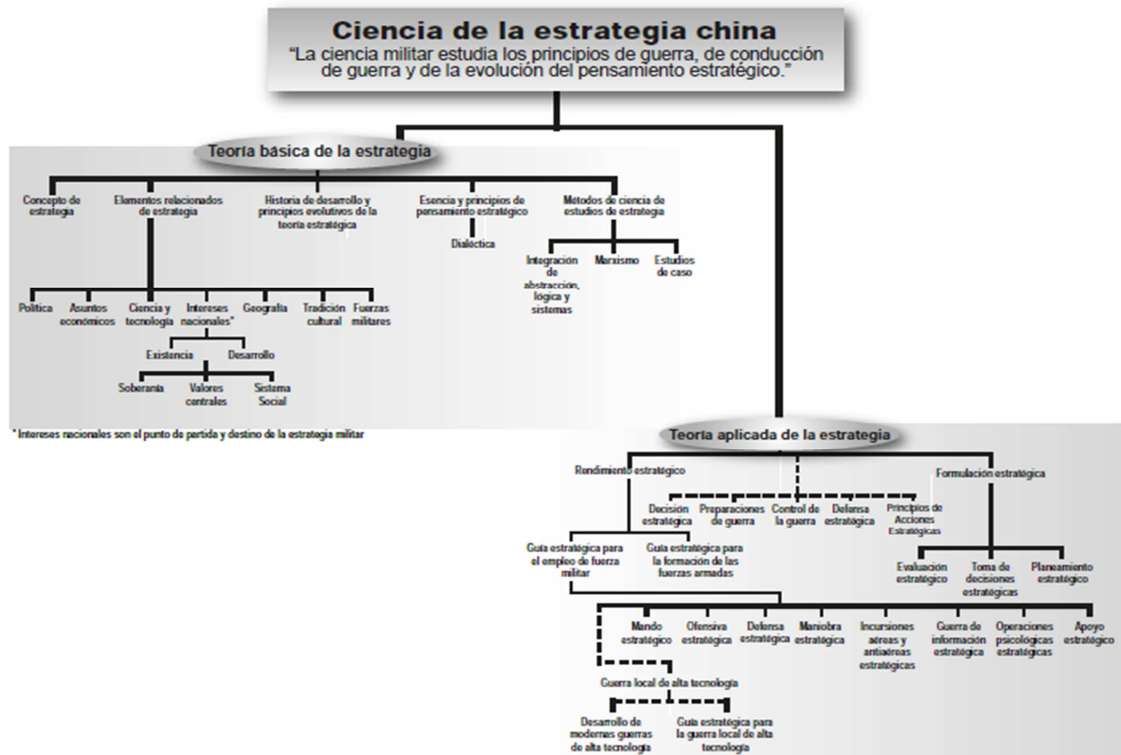 Ciencia de la estrategia china
“La ciencia militar estudia los principios de guerra, de conducción
de guerra y de la evolución del pensamiento estratégico.”
Teoría básica de la estrategia
Concepto de
estrategia
Elementos relacionados
de estrategia
Historia de desarrollo y
principios evolutivos de la
teoría estratégica
Esencia y principios de
pensamiento estratégico
Métodos de ciencia de
estudios de estrategia
Dialéctica
Integración
de
abstracción,
lógica y
sistemas
Marxismo
Estudios
de caso
Política
Asuntos
económicos
Ciencia y
tecnología
Intereses
nacionales*
Geografía
Tradición
cultural
Fuerzas
militares
Existencia
Desarrollo
Soberanía
Valores
centrales
Sistema
Social
* Intereses nacionales son el punto de partida y destino de la estrategia militar
Teoría aplicada de la estrategia
Rendimiento estratégico
Formulación estratégica
Decisión
estratégica
Preparaciones
de guerra
Control de
la guerra
Defensa
estratégica
Principios de
Acciones
Estratégicas
Guía estratégica para
el empleo de fuerza
militar
Guía estratégica para
la formación de las
fuerzas armadas
Evaluación
estratégico
Toma de
decisiones
estratégicas
Planeamiento
estratégico
Mando
estratégico
Ofensiva
estratégica
Defensa
estratégica
Maniobra
estratégica
Incursiones
aéreas y
antiaéreas
estratégicas
Guerra de
información
estratégica
Operaciones
psicológicas
estratégicas
Apoyo
estratégico
Guerra local de alta tecnología
Desarrollo de
modernas guerras
de alta tecnología
Guía estratégica para
la guerra local de alta
tecnología